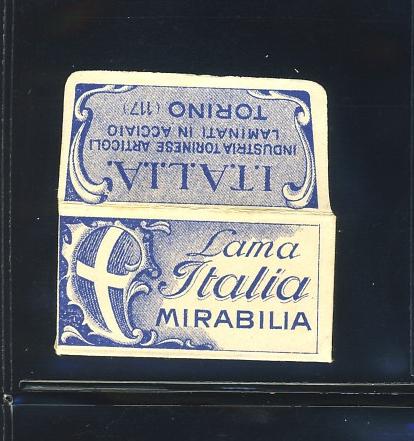 I.T.A.L.I.A.
INDUSTRIA TORINESE ARTICOLI
LAMINATI IN ACCIAIO
TORINO (117)
Lama
Italia
MIRABILIA